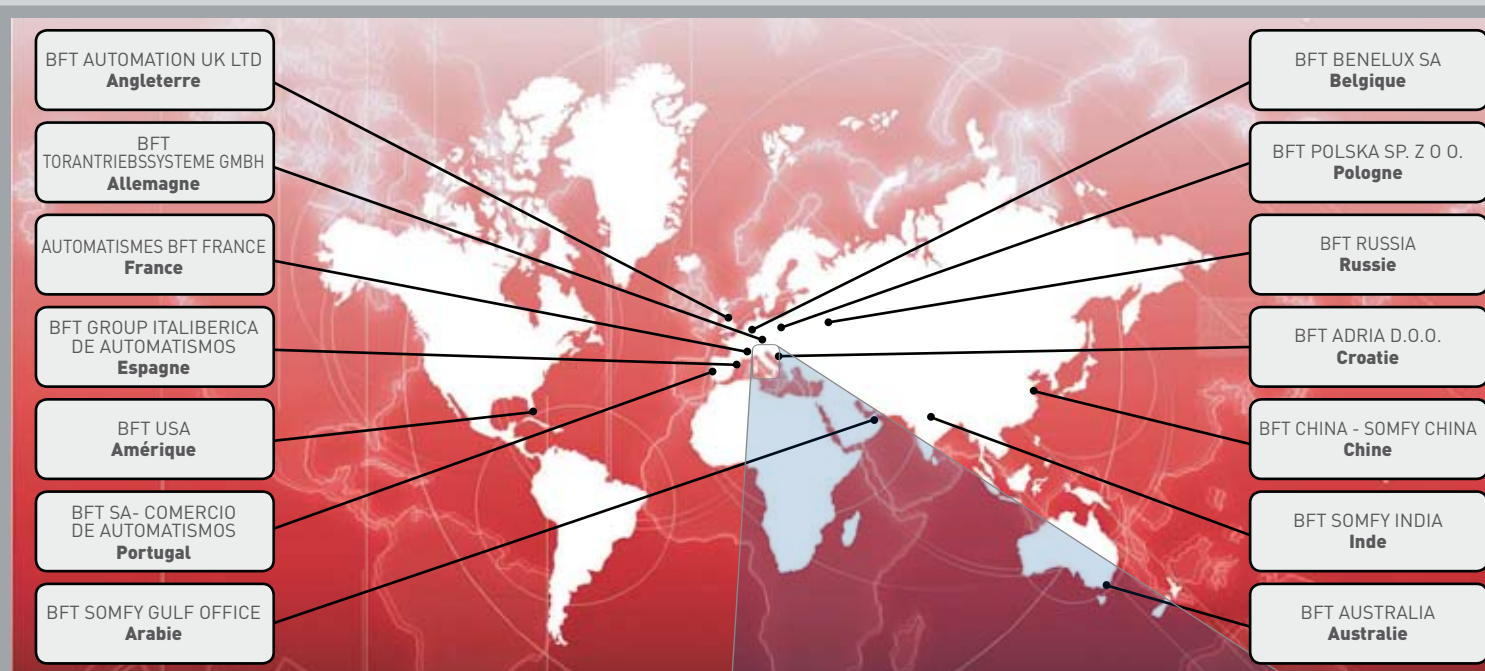 BFT AUTOMATION UK LTD
Angleterre
BFT
TORANTRIEBSSYSTEME GMBH
Allemagne
AUTOMATISMES BFT FRANCE
France
BFT GROUP ITALIBERICA
DE AUTOMATISMOS
Espagne
BFT USA
Amérique
BFT SA- COMERCIO
DE AUTOMATISMOS
Portugal
BFT SOMFY GULF OFFICE
Arabie
BFT BENELUX SA
Belgique
BFT POLSKA SP. Z O O.
Pologne
BFT RUSSIA
Russie
BFT ADRIA D.O.O.
Croatie
BFT CHINA - SOMFY CHINA
Chine
BFT SOMFY INDIA
Inde
BFT AUSTRALIA
Australie